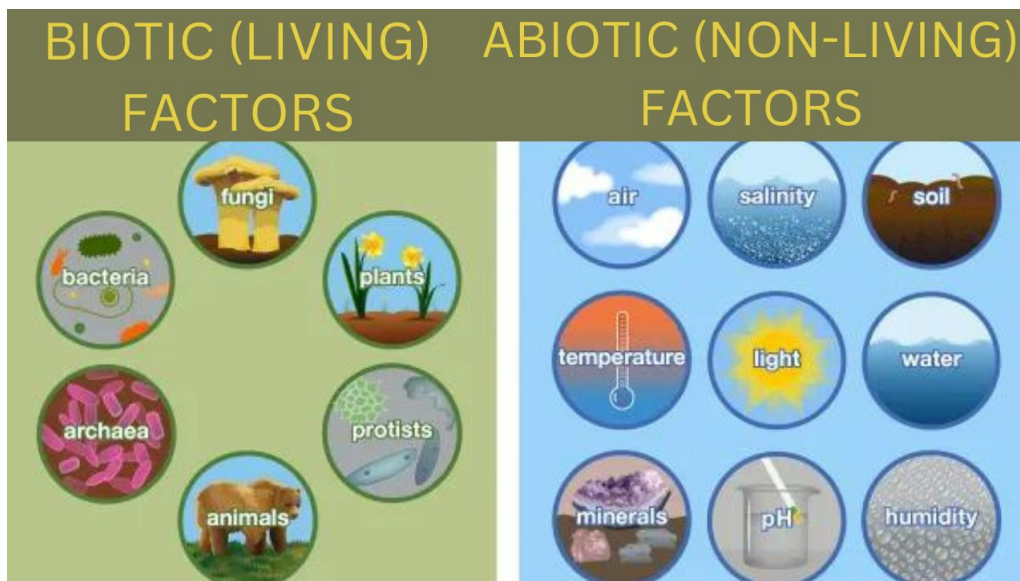 BIOTIC (LIVING)
FACTORS
ABIOTIC (NON-LIVING)
FACTORS
fungi
bacteria
plants
archaea
protists
animals
air
salinity
soil
temperature
light
water
minerals
pH
humidity